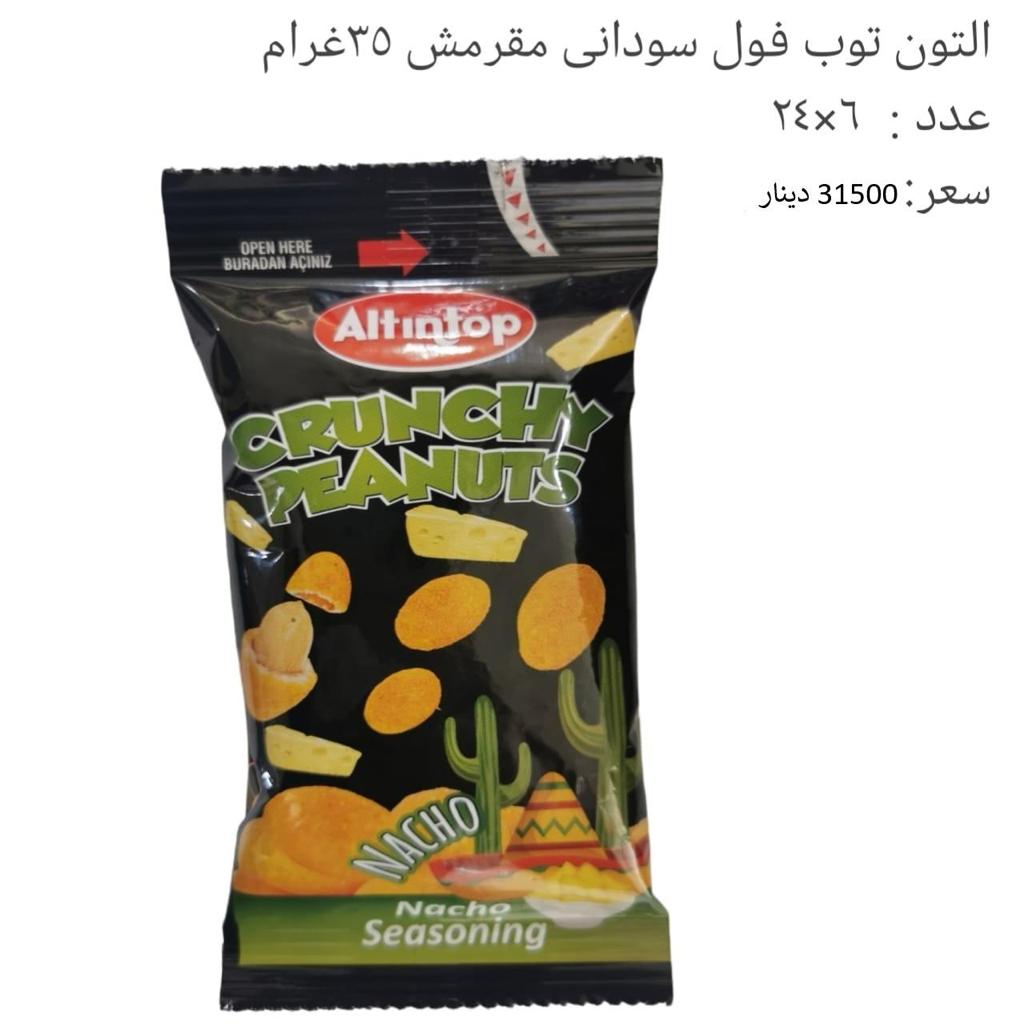 التون توب فول سودانى مقرمش ٣٥غرام
عدد : ٦×٢٤
سعر: 31500 دينار
OPEN HERE
BURADAN AÇINIZ
Altıntop
CRUNCHY
PEANUTS
NACHO
Nacho
Seasoning